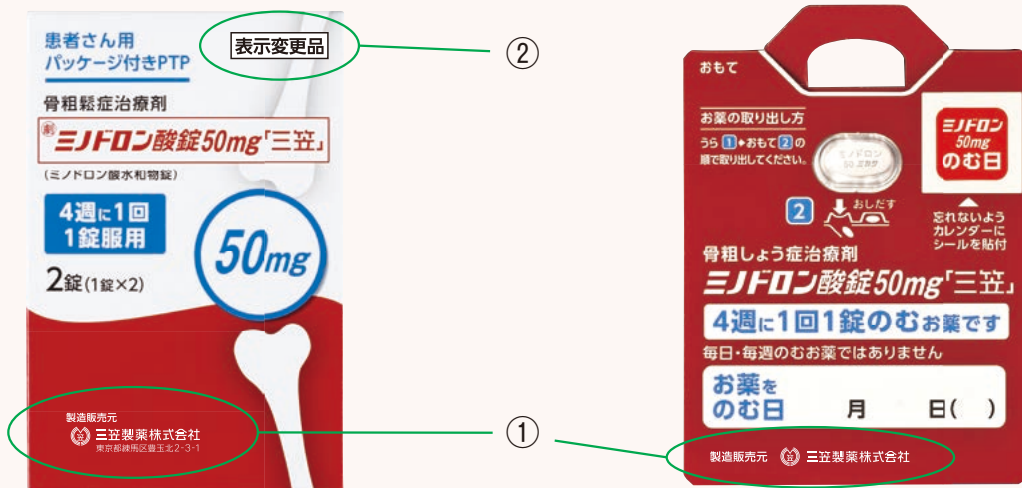 患者さん用
パッケージ付きPTP
表示変更品
骨粗鬆症治療剤
劇 ミノドロン酸錠50mg「三笠」
(ミノドロン酸水和物錠)
4週に1回
1錠服用
50mg
2錠(1錠×2)
製造販売元
三笠製薬株式会社
東京都練馬区豊玉北2-3-1
②
①
おもて
お薬の取り出し方
うら1➧おもて2の
順で取り出してください。
ミノドロン
50 ミカサ
2
おしだす
ミノドロン
50mg
のむ日
忘れないよう
カレンダーに
シールを貼付
骨粗しょう症治療剤
ミノドロン酸錠50mg「三笠」
4週に1回1錠のむお薬です
毎日・毎週のむお薬ではありません
お薬を
のむ日 月 日( )
製造販売元 三笠製薬株式会社